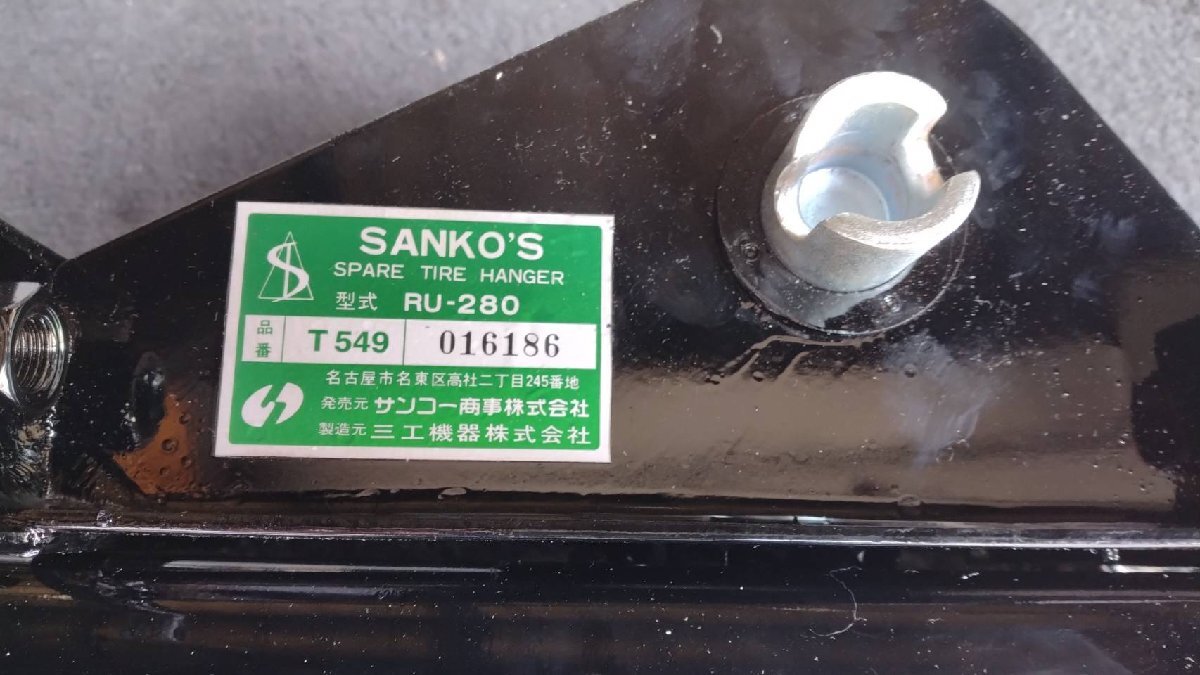 SANKO'S
SPARE TIRE HANGER
型式 RU-280
品番 T549 016186
名古屋市名東区高社二丁目245番地
発売元 サンコー商事株式会社
製造元 三工機器株式会社